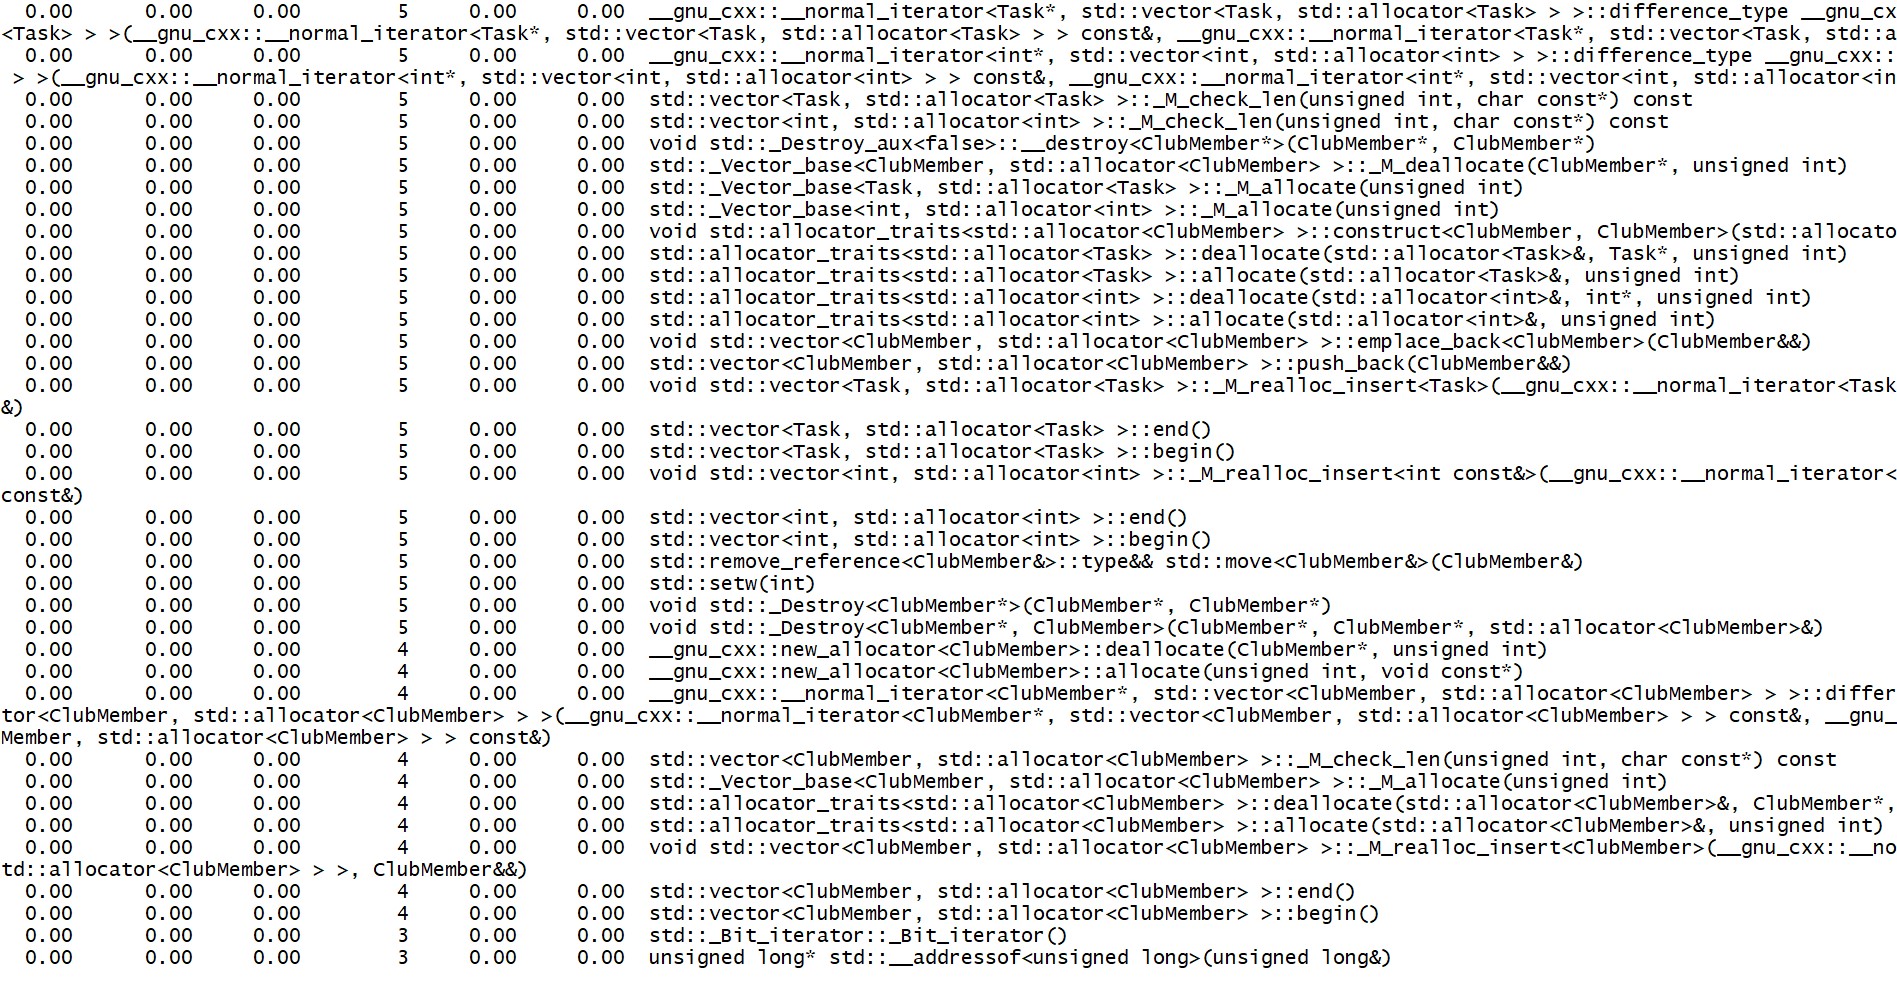 0.00 0.00 0.00 5 0.00 0.00 __gnu_cxx::__normal_iterator<Task*, std::vector<Task, std::allocator<Task> > >::difference_type __gnu_cx
<Task> > >(__gnu_cxx::__normal_iterator<Task*, std::vector<Task, std::allocator<Task> > > const&, __gnu_cxx::__normal_iterator<Task*, std::vector<Task, std::a
0.00 0.00 0.00 5 0.00 0.00 __gnu_cxx::__normal_iterator<int*, std::vector<int, std::allocator<int> > >::difference_type __gnu_cxx::
> >(__gnu_cxx::__normal_iterator<int*, std::vector<int, std::allocator<int> > > const&, __gnu_cxx::__normal_iterator<int*, std::vector<int, std::allocator<in
0.00 0.00 0.00 5 0.00 0.00 std::vector<Task, std::allocator<Task> >::_M_check_len(unsigned int, char const*) const
0.00 0.00 0.00 5 0.00 0.00 std::vector<int, std::allocator<int> >::_M_check_len(unsigned int, char const*) const
0.00 0.00 0.00 5 0.00 0.00 void std::_Destroy_aux<false>::__destroy<ClubMember*>(ClubMember*, ClubMember*)
0.00 0.00 0.00 5 0.00 0.00 std::_Vector_base<ClubMember, std::allocator<ClubMember> >::_M_deallocate(ClubMember*, unsigned int)
0.00 0.00 0.00 5 0.00 0.00 std::_Vector_base<Task, std::allocator<Task> >::_M_allocate(unsigned int)
0.00 0.00 0.00 5 0.00 0.00 std::_Vector_base<int, std::allocator<int> >::_M_allocate(unsigned int)
0.00 0.00 0.00 5 0.00 0.00 void std::allocator_traits<std::allocator<ClubMember> >::construct<ClubMember, ClubMember>(std::allocato
0.00 0.00 0.00 5 0.00 0.00 std::allocator_traits<std::allocator<Task> >::deallocate(std::allocator<Task>&, Task*, unsigned int)
0.00 0.00 0.00 5 0.00 0.00 std::allocator_traits<std::allocator<Task> >::allocate(std::allocator<Task>&, unsigned int)
0.00 0.00 0.00 5 0.00 0.00 std::allocator_traits<std::allocator<int> >::deallocate(std::allocator<int>&, int*, unsigned int)
0.00 0.00 0.00 5 0.00 0.00 std::allocator_traits<std::allocator<int> >::allocate(std::allocator<int>&, unsigned int)
0.00 0.00 0.00 5 0.00 0.00 void std::vector<ClubMember, std::allocator<ClubMember> >::emplace_back<ClubMember>(ClubMember&&)
0.00 0.00 0.00 5 0.00 0.00 std::vector<ClubMember, std::allocator<ClubMember> >::push_back(ClubMember&&)
0.00 0.00 0.00 5 0.00 0.00 void std::vector<Task, std::allocator<Task> >::_M_realloc_insert<Task>(__gnu_cxx::__normal_iterator<Task
&)
0.00 0.00 0.00 5 0.00 0.00 std::vector<Task, std::allocator<Task> >::end()
0.00 0.00 0.00 5 0.00 0.00 std::vector<Task, std::allocator<Task> >::begin()
0.00 0.00 0.00 5 0.00 0.00 void std::vector<int, std::allocator<int> >::_M_realloc_insert<int const&>(__gnu_cxx::__normal_iterator<
const&)
0.00 0.00 0.00 5 0.00 0.00 std::vector<int, std::allocator<int> >::end()
0.00 0.00 0.00 5 0.00 0.00 std::vector<int, std::allocator<int> >::begin()
0.00 0.00 0.00 5 0.00 0.00 std::remove_reference<ClubMember&>::type&& std::move<ClubMember&>(ClubMember&)
0.00 0.00 0.00 5 0.00 0.00 std::setw(int)
0.00 0.00 0.00 5 0.00 0.00 void std::_Destroy<ClubMember*>(ClubMember*, ClubMember*)
0.00 0.00 0.00 5 0.00 0.00 void std::_Destroy<ClubMember*, ClubMember>(ClubMember*, ClubMember*, std::allocator<ClubMember>&)
0.00 0.00 0.00 4 0.00 0.00 __gnu_cxx::new_allocator<ClubMember>::deallocate(ClubMember*, unsigned int)
0.00 0.00 0.00 4 0.00 0.00 __gnu_cxx::new_allocator<ClubMember>::allocate(unsigned int, void const*)
0.00 0.00 0.00 4 0.00 0.00 __gnu_cxx::__normal_iterator<ClubMember*, std::vector<ClubMember, std::allocator<ClubMember> > >::differ
tor<ClubMember, std::allocator<ClubMember> > >(__gnu_cxx::__normal_iterator<ClubMember*, std::vector<ClubMember, std::allocator<ClubMember> > > const&, __gnu_
Member, std::allocator<ClubMember> > > const&)
0.00 0.00 0.00 4 0.00 0.00 std::vector<ClubMember, std::allocator<ClubMember> >::_M_check_len(unsigned int, char const*) const
0.00 0.00 0.00 4 0.00 0.00 std::_Vector_base<ClubMember, std::allocator<ClubMember> >::_M_allocate(unsigned int)
0.00 0.00 0.00 4 0.00 0.00 std::allocator_traits<std::allocator<ClubMember> >::deallocate(std::allocator<ClubMember>&, ClubMember*,
0.00 0.00 0.00 4 0.00 0.00 std::allocator_traits<std::allocator<ClubMember> >::allocate(std::allocator<ClubMember>&, unsigned int)
0.00 0.00 0.00 4 0.00 0.00 void std::vector<ClubMember, std::allocator<ClubMember> >::_M_realloc_insert<ClubMember>(__gnu_cxx::__no
td::allocator<ClubMember> > >, ClubMember&&)
0.00 0.00 0.00 4 0.00 0.00 std::vector<ClubMember, std::allocator<ClubMember> >::end()
0.00 0.00 0.00 4 0.00 0.00 std::vector<ClubMember, std::allocator<ClubMember> >::begin()
0.00 0.00 0.00 3 0.00 0.00 std::_Bit_iterator::_Bit_iterator()
0.00 0.00 0.00 3 0.00 0.00 unsigned long* std::__addressof<unsigned long>(unsigned long&)